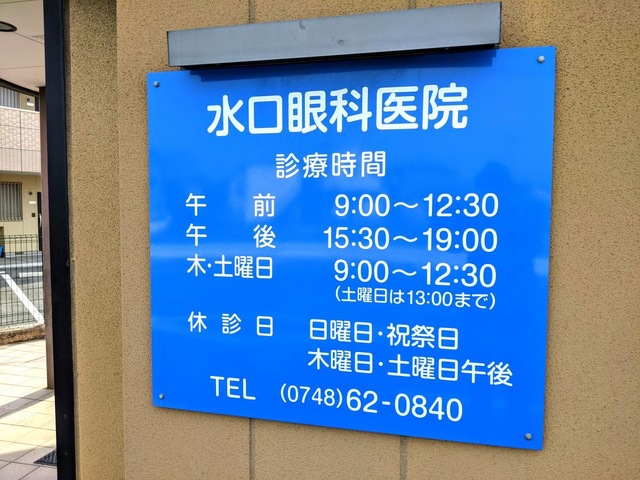 水口眼科医院
診療時間
午前 9:00〜12:30
午後 15:30〜19:00
木·土曜日 9:00〜12:30
(土曜日は13:00まで)
休診日 日曜日·祝祭日
木曜日·土曜日午後
TEL (0748)62-0840